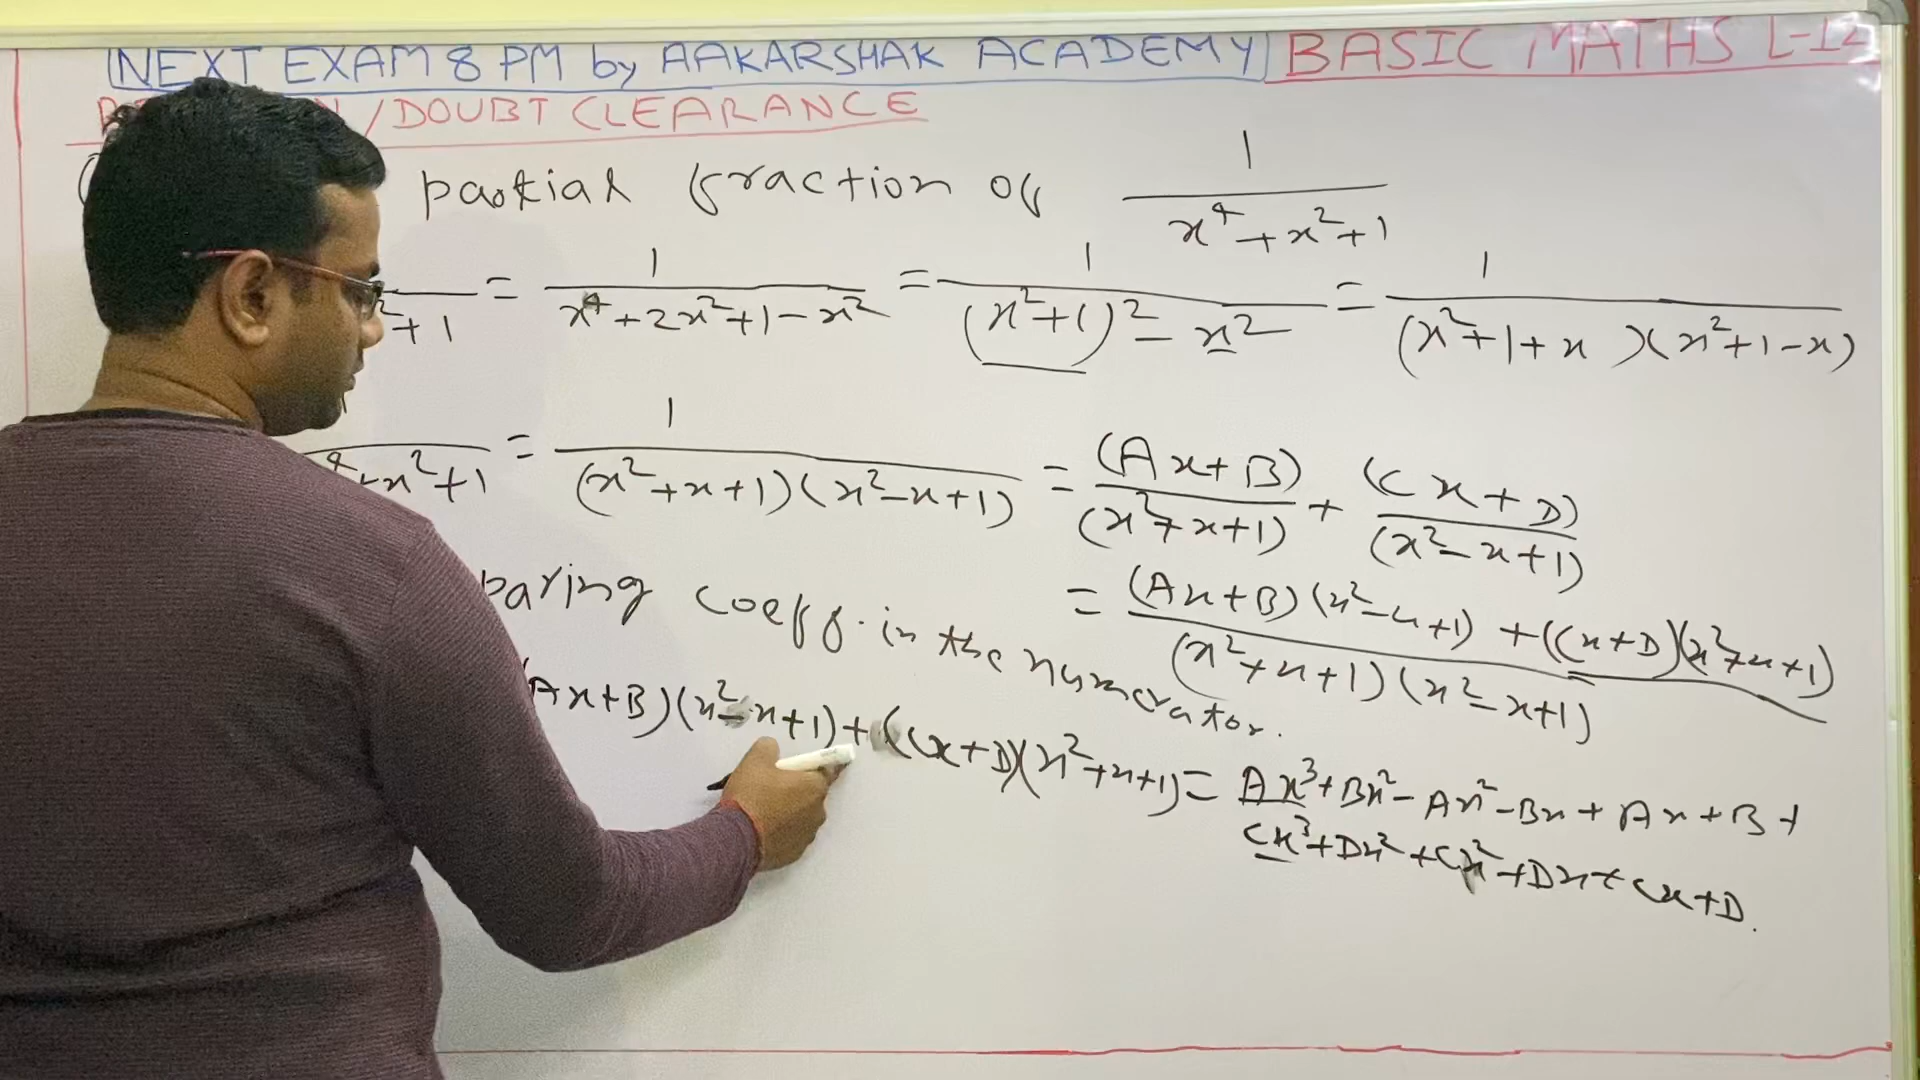 NEXT EXAM 8 PM by AAKARSHAK ACADEMY BASIC MATHS L-12
/DOUBT CLEARANCE
partial fraction of 1/(x⁴+x²+1)
+1 = 1/(x⁴+2x²+1-x²) = 1/((x²+1)²-x²) = 1/((x²+1+x)(x²+1-x))
+x²+1 = 1/((x²+x+1)(x²-x+1)) = (Ax+B)/(x²+x+1) + (Cx+D)/(x²-x+1)
= ((Ax+B)(x²-x+1)+(Cx+D)(x²+x+1))/((x²+x+1)(x²-x+1))
paring coeff. in the numerator.
(Ax+B)(x²-x+1)+(Cx+D)(x²+x+1) = Ax³+Bx²-Ax²-Bx+Ax+B+
Cx³+Dx²+Cx²+Dx+Cx+D.